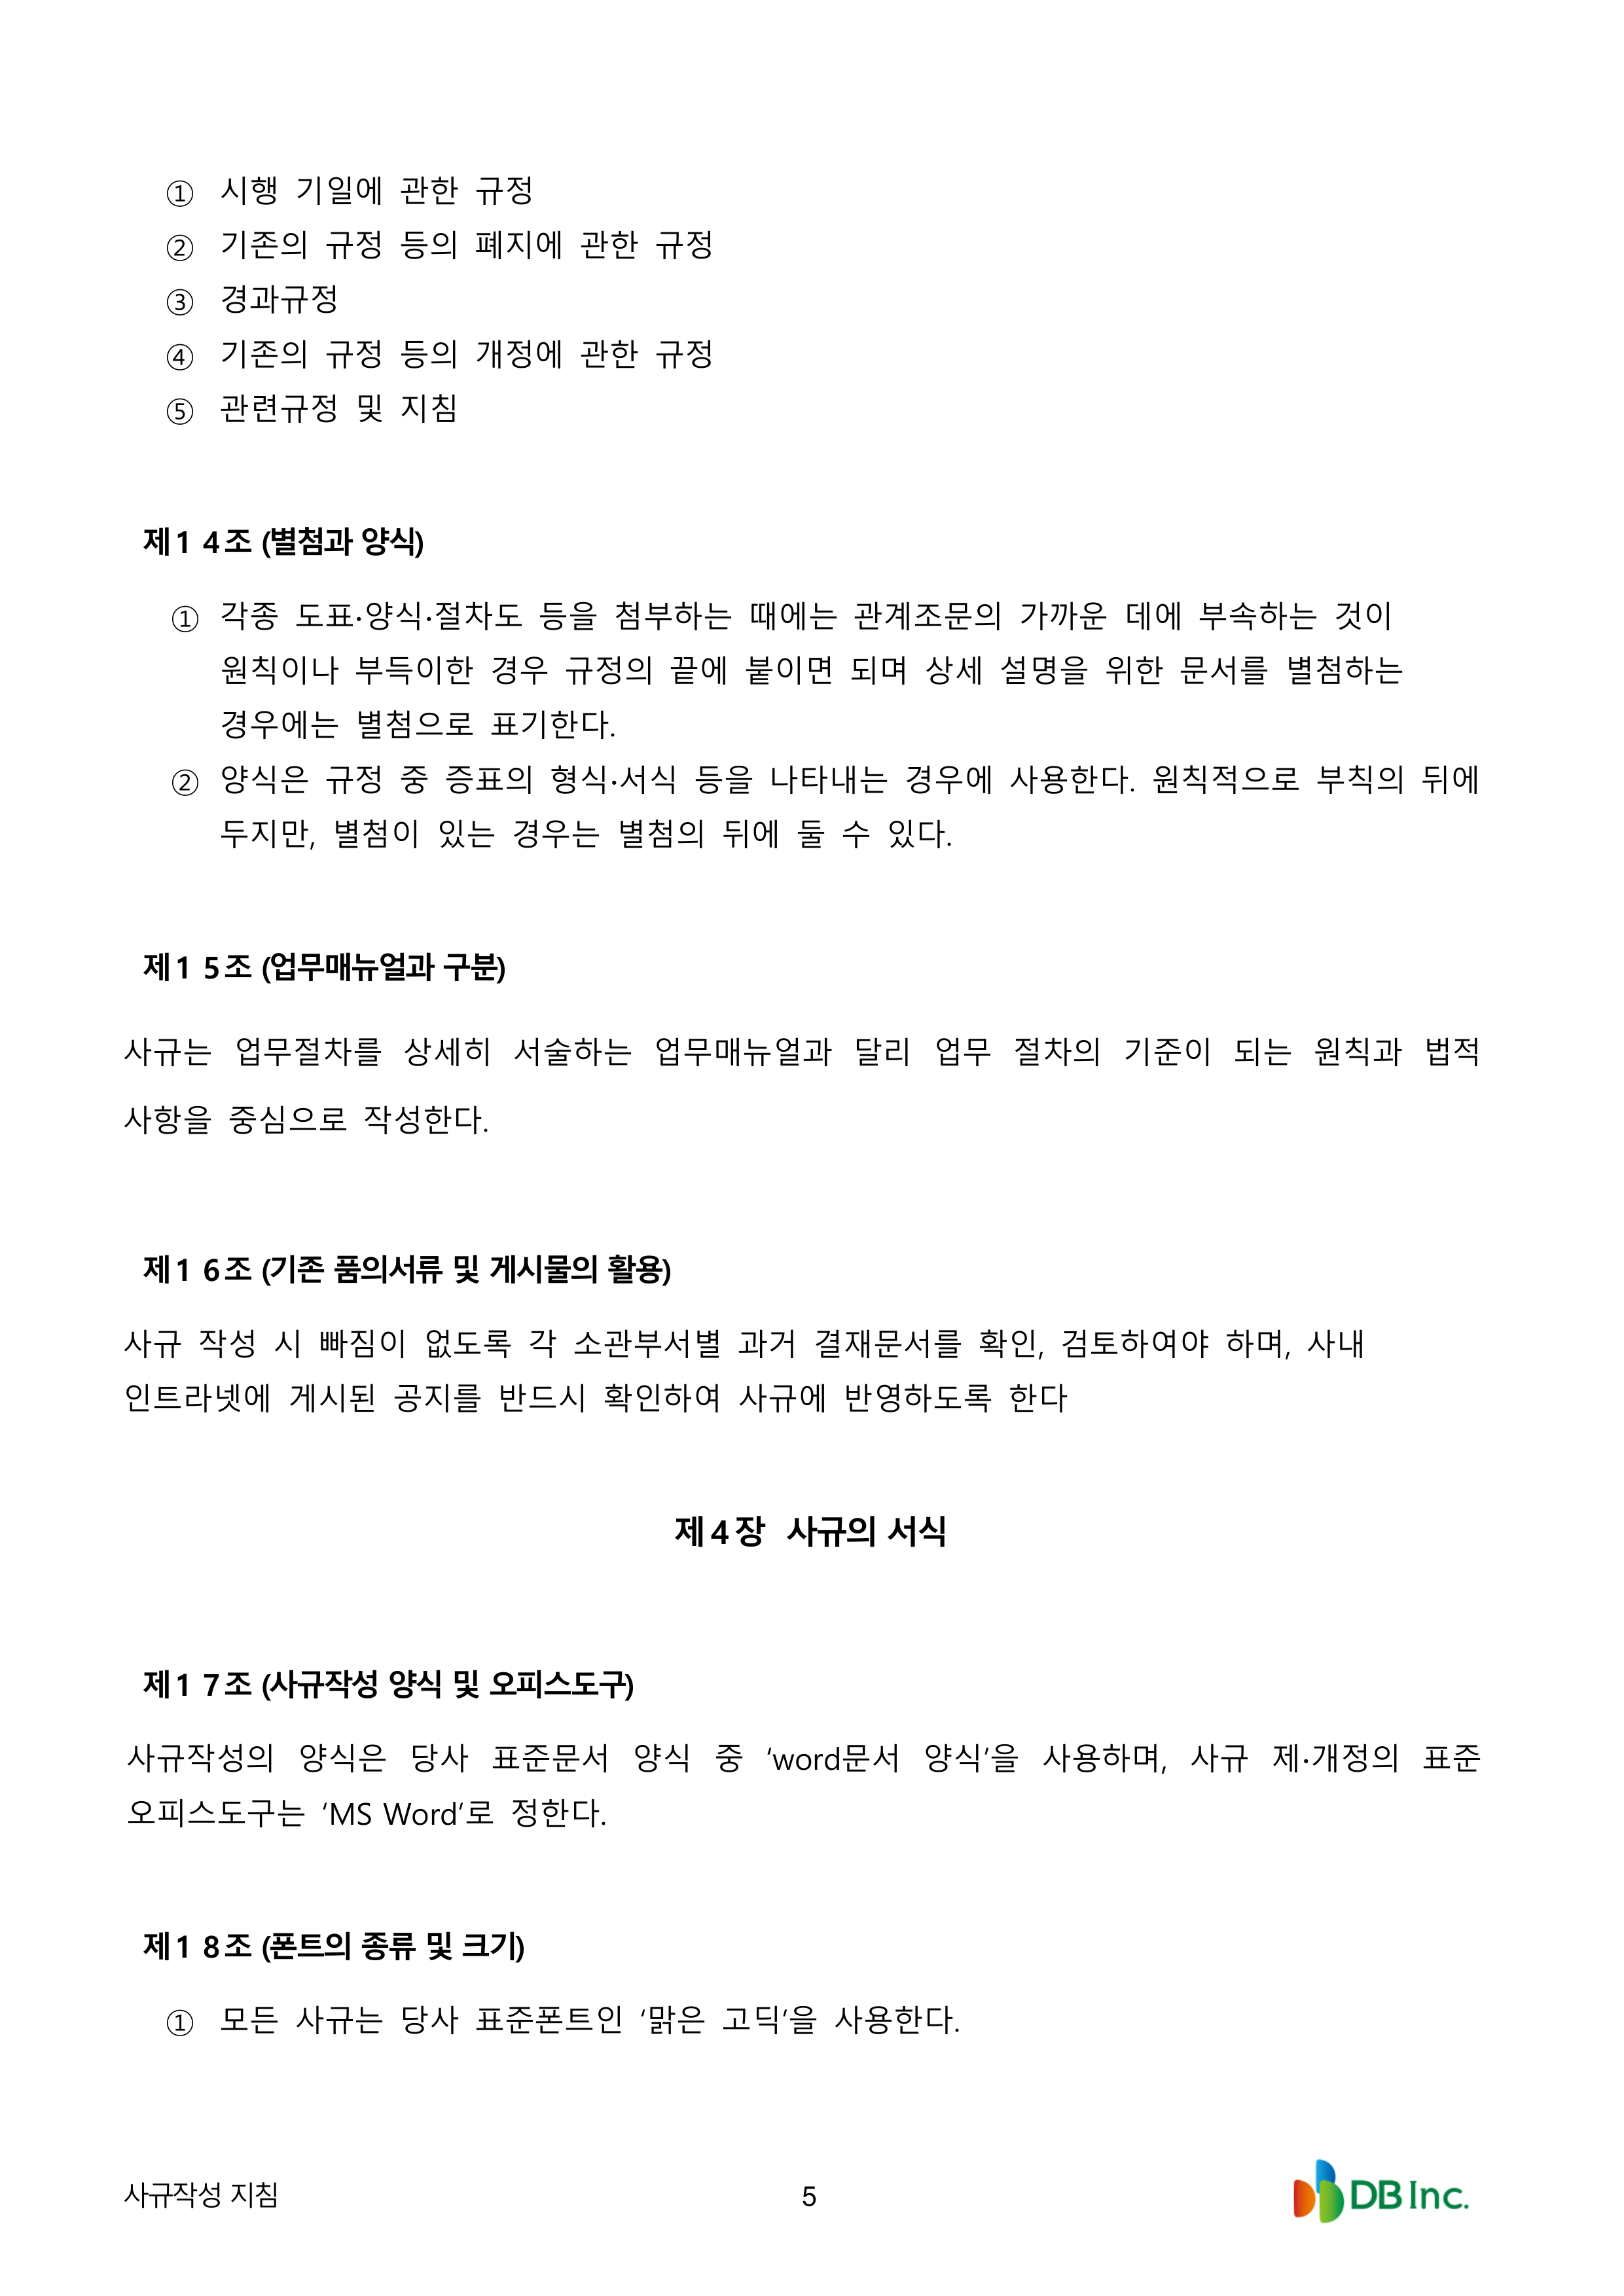 ① 시행 기일에 관한 규정
② 기존의 규정 등의 폐지에 관한 규정
③ 경과규정
④ 기존의 규정 등의 개정에 관한 규정
⑤ 관련규정 및 지침
제1 4조 (별첨과 양식)
① 각종 도표·양식·절차도 등을 첨부하는 때에는 관계조문의 가까운 데에 부속하는 것이
원칙이나 부득이한 경우 규정의 끝에 붙이면 되며 상세 설명을 위한 문서를 별첨하는
경우에는 별첨으로 표기한다.
② 양식은 규정 중 증표의 형식·서식 등을 나타내는 경우에 사용한다. 원칙적으로 부칙의 뒤에
두지만, 별첨이 있는 경우는 별첨의 뒤에 둘 수 있다.
제1 5조 (업무매뉴얼과 구분)
사규는 업무절차를 상세히 서술하는 업무매뉴얼과 달리 업무 절차의 기준이 되는 원칙과 법적
사항을 중심으로 작성한다.
제1 6조 (기존 품의서류 및 게시물의 활용)
사규 작성 시 빠짐이 없도록 각 소관부서별 과거 결재문서를 확인, 검토하여야 하며, 사내
인트라넷에 게시된 공지를 반드시 확인하여 사규에 반영하도록 한다
제4장 사규의 서식
제1 7조 (사규작성 양식 및 오피스도구)
사규작성의 양식은 당사 표준문서 양식 중 ‘word문서 양식’을 사용하며, 사규 제·개정의 표준
오피스도구는 ‘MS Word’로 정한다.
제1 8조 (폰트의 종류 및 크기)
① 모든 사규는 당사 표준폰트인 ‘맑은 고딕’을 사용한다.
사규작성 지침
5
DB Inc.